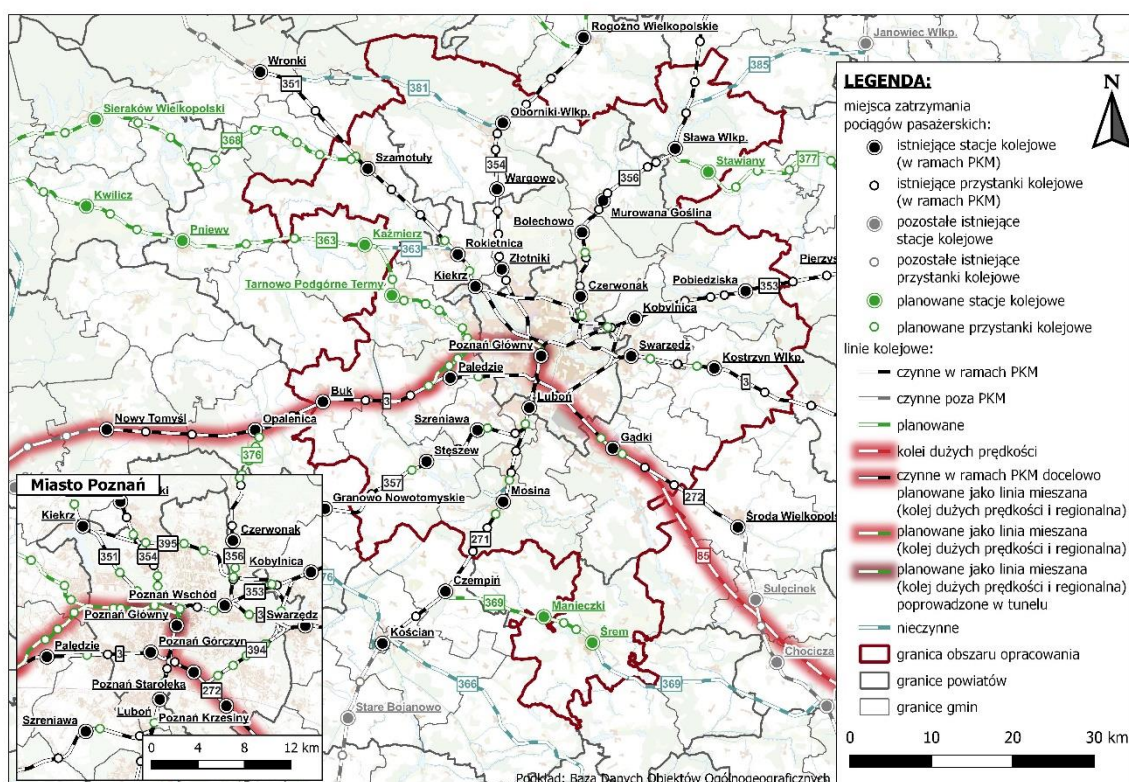 Rogoźno Wielkopolskie
Janowiec Wlkp.
Wronki
351
381
385
Sieraków Wielkopolski
Oborniki Wlkp.
368
Sława Wlkp.
Szamotuły
354
356
Stawiany
377
Wargowo
Kwilicz
Murowana Goślina
Bolechowo
Pniewy
363
Kaźmierz
363
Rokietnica
Złotniki
Kiekrz
Pobiedziska
353
Tarnowo Podgórne Termy
Czerwonak
Kobylnica
Poznań Główny
Swarzędz
Kostrzyn Wlkp.
Palędzie
3
Buk
3
Luboń
Nowy Tomyśl
Opalenica
Szreniawa
Gądki
376
Stęszew
357
272
Granowo Nowotomyskie
Mosina
271
85
Czempiń
369
Manieczki
Sulęcinek
Kościan
Śrem
Chocicza
366
369
Stare Bojanowo
Podkład: Baza Danych Obiektów Ogólnogeograficznych
Miasto Poznań
Kiekrz
395
Czerwonak
351
354
356
Kobylnica
Poznań Wschód
353
Poznań Główny
3
Swarzędz
Palędzie
3
Poznań Górczyn
394
Poznań Starołęka
272
Luboń
Poznań Krzesiny
Szreniawa
0 4 8 12 km
LEGENDA:
N
miejsca zatrzymania
pociągów pasażerskich:
istniejące stacje kolejowe
(w ramach PKM)
istniejące przystanki kolejowe
(w ramach PKM)
pozostałe istniejące
stacje kolejowe
pozostałe istniejące
przystanki kolejowe
planowane stacje kolejowe
planowane przystanki kolejowe
linie kolejowe:
czynne w ramach PKM
czynne poza PKM
planowane
kolei dużych prędkości
czynne w ramach PKM docelowo
planowane jako linia mieszana
(kolej dużych prędkości i regionalna)
planowane jako linia mieszana
(kolej dużych prędkości i regionalna)
planowane jako linia mieszana
(kolej dużych prędkości i regionalna)
poprowadzone w tunelu
nieczynne
granica obszaru opracowania
granice powiatów
granice gmin
0 10 20 30 km